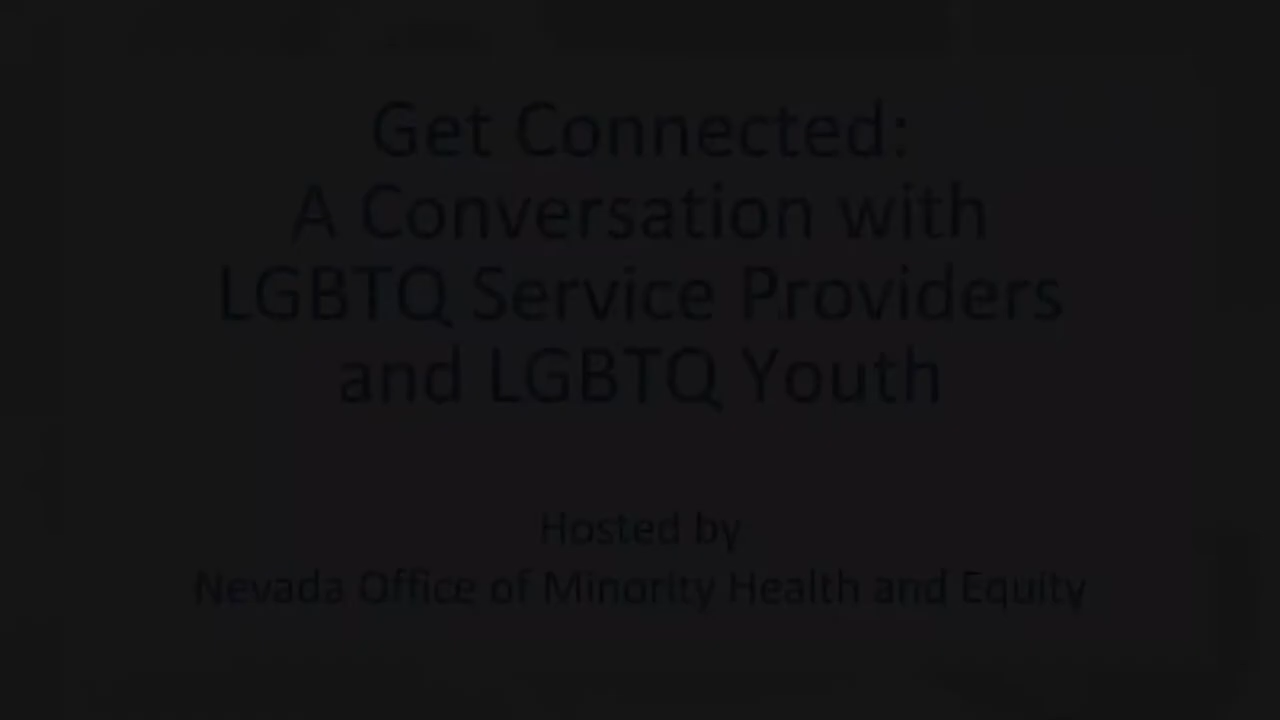 Get Connected:
A Conversation with
LGBTQ Service Providers
and LGBTQ Youth
Hosted by
Nevada Office of Minority Health and Equity